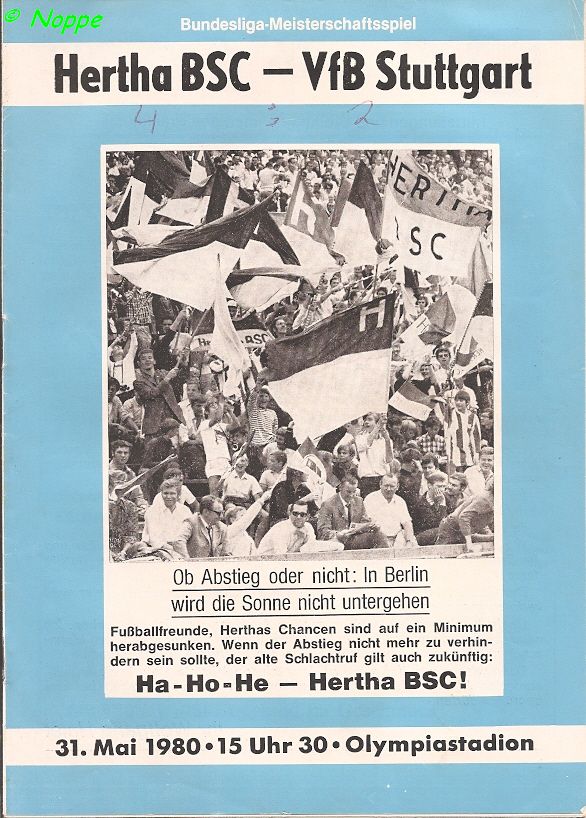 © Noppe
Bundesliga-Meisterschaftsspiel
Hertha BSC – VfB Stuttgart
4 2
HERTHA
BSC
H
H
Ob Abstieg oder nicht: In Berlin
wird die Sonne nicht untergehen
Fußballfreunde, Herthas Chancen sind auf ein Minimum
herabgesunken. Wenn der Abstieg nicht mehr zu verhin-
dern sein sollte, der alte Schlachtruf gilt auch zukünftig:
Ha-Ho-He – Hertha BSC!
31. Mai 1980 • 15 Uhr 30 • Olympiastadion